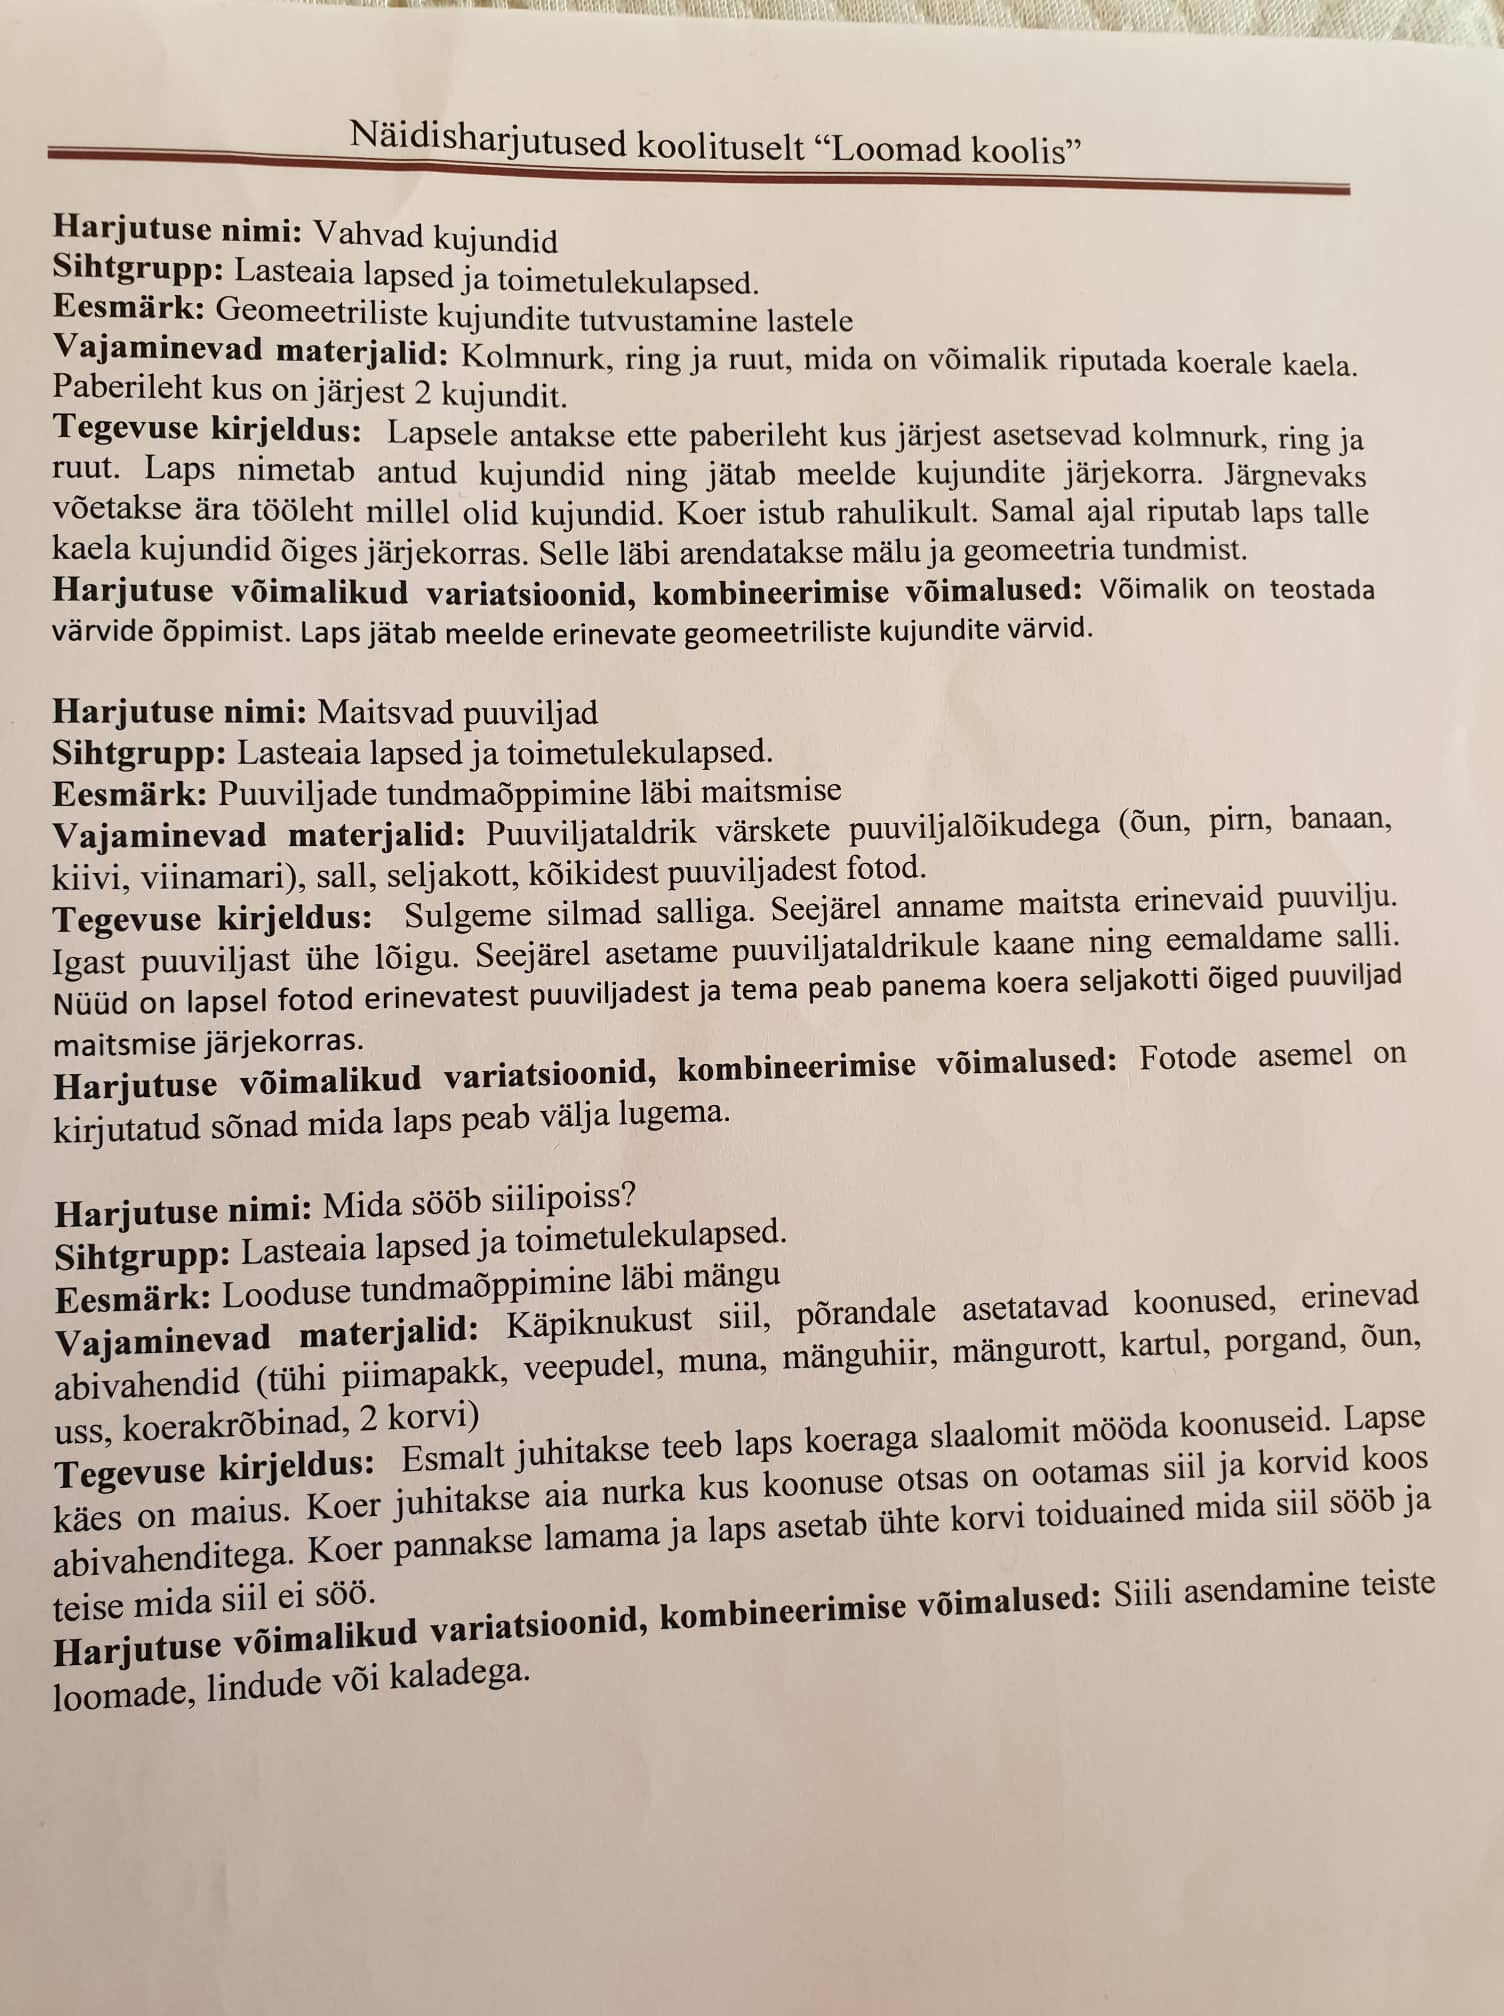 Näidisharjutused koolituselt “Loomad koolis”
Harjutuse nimi: Vahvad kujundid
Sihtgrupp: Lasteaia lapsed ja toimetulekulapsed.
Eesmärk: Geomeetriliste kujundite tutvustamine lastele
Vajaminevad materjalid: Kolmnurk, ring ja ruut, mida on võimalik riputada koerale kaela.
Paberileht kus on järjest 2 kujundit.
Tegevuse kirjeldus: Lapsele antakse ette paberileht kus järjest asetsevad kolmnurk, ring ja
ruut. Laps nimetab antud kujundid ning jätab meelde kujundite järjekorra. Järgnevaks
võetakse ära tööleht millel olid kujundid. Koer istub rahulikult. Samal ajal riputab laps talle
kaela kujundid õiges järjekorras. Selle läbi arendatakse mälu ja geomeetria tundmist.
Harjutuse võimalikud variatsioonid, kombineerimise võimalused: Võimalik on teostada
värvide õppimist. Laps jätab meelde erinevate geomeetriliste kujundite värvid.
Harjutuse nimi: Maitsvad puuviljad
Sihtgrupp: Lasteaia lapsed ja toimetulekulapsed.
Eesmärk: Puuviljade tundmaõppimine läbi maitsmise
Vajaminevad materjalid: Puuviljataldrik värskete puuviljalõikudega (õun, pirn, banaan,
kiivi, viinamari), sall, seljakott, kõikidest puuviljadest fotod.
Tegevuse kirjeldus: Sulgeme silmad salliga. Seejärel anname maitsta erinevaid puuvilju.
Igast puuviljast ühe lõigu. Seejärel asetame puuviljataldrikule kaane ning eemaldame salli.
Nüüd on lapsel fotod erinevatest puuviljadest ja tema peab panema koera seljakotti õiged puuviljad
maitsmise järjekorras.
Harjutuse võimalikud variatsioonid, kombineerimise võimalused: Fotode asemel on
kirjutatud sõnad mida laps peab välja lugema.
Harjutuse nimi: Mida sööb siilipoiss?
Sihtgrupp: Lasteaia lapsed ja toimetulekulapsed.
Eesmärk: Looduse tundmaõppimine läbi mängu
Vajaminevad materjalid: Käpiknukust siil, põrandale asetatavad koonused, erinevad
abivahendid (tühi piimapakk, veepudel, muna, mänguhiir, mängurott, kartul, porgand, õun,
uss, koerakrõbinad, 2 korvi)
Tegevuse kirjeldus: Esmalt juhitakse teeb laps koeraga slaalomit mööda koonuseid. Lapse
käes on maius. Koer juhitakse aia nurka kus koonuse otsas on ootamas siil ja korvid koos
abivahenditega. Koer pannakse lamama ja laps asetab ühte korvi toiduained mida siil sööb ja
teise mida siil ei söö.
Harjutuse võimalikud variatsioonid, kombineerimise võimalused: Siili asendamine teiste
loomade, lindude või kaladega.